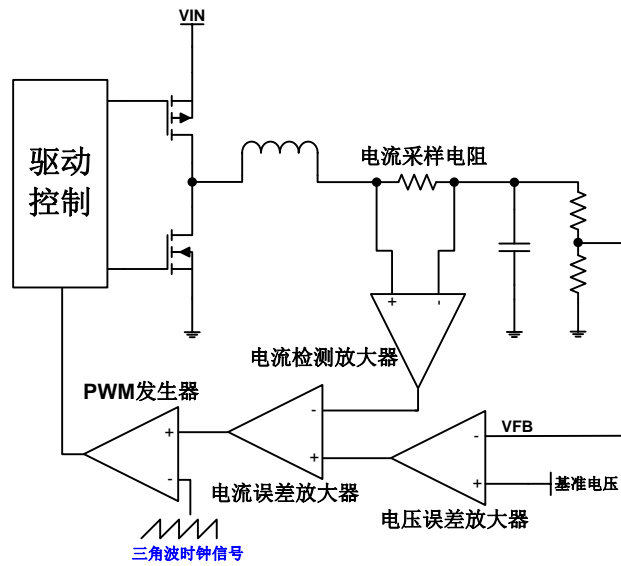 VIN
驱动
控制
电流采样电阻
+ -
电流检测放大器
PWM发生器
+
-
-
+
VFB
-
+
基准电压
电流误差放大器
电压误差放大器
三角波时钟信号